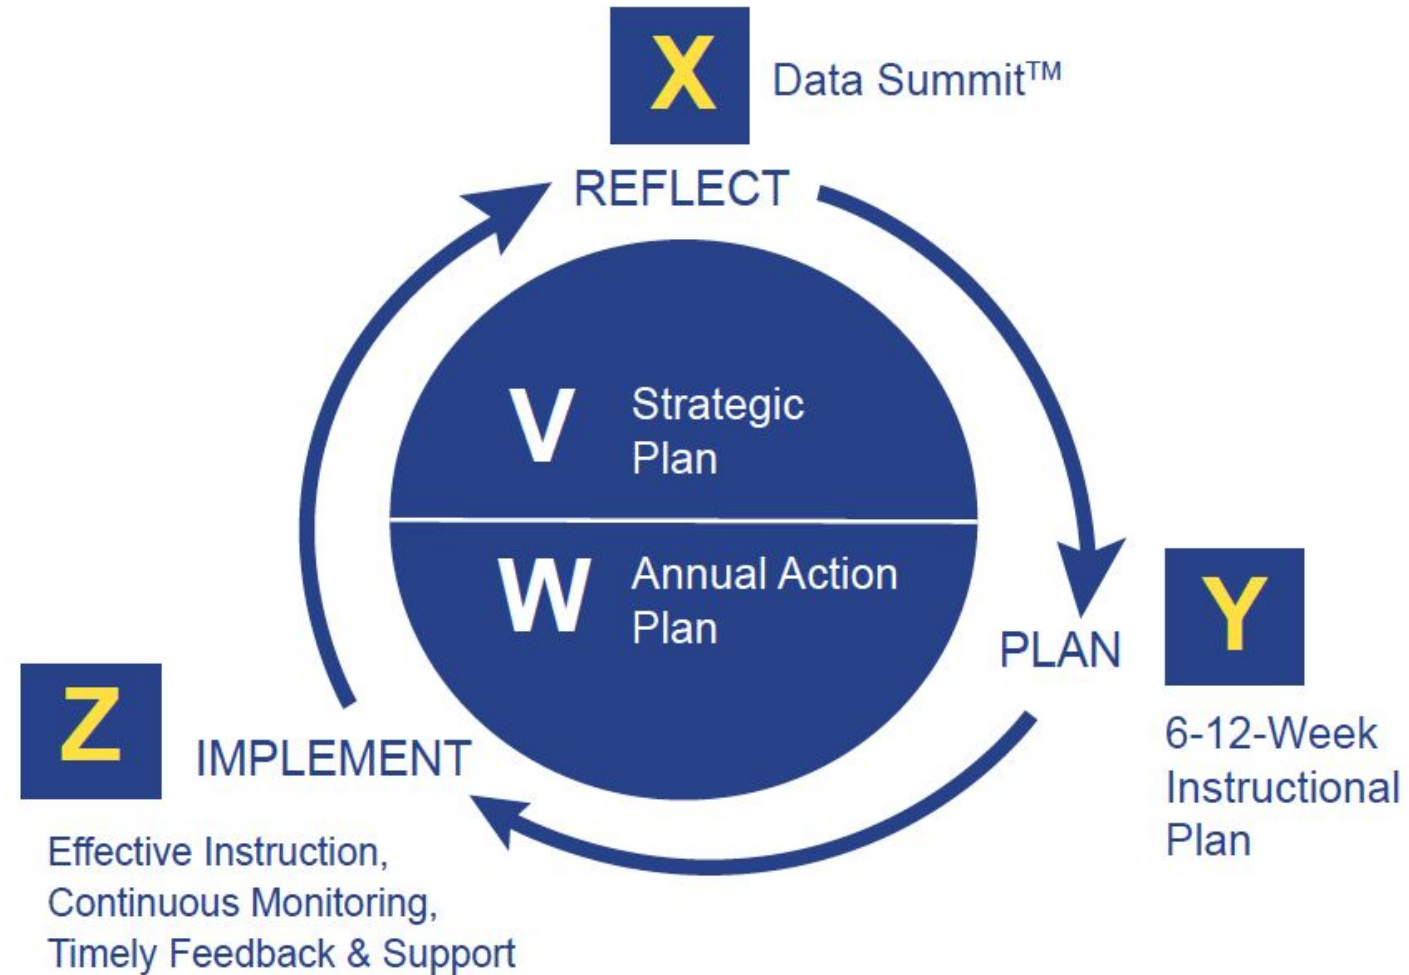 X
Data Summit™
REFLECT
V
Strategic
Plan
W
Annual Action
Plan
PLAN
Y
6-12-Week
Instructional
Plan
Z
IMPLEMENT
Effective Instruction,
Continuous Monitoring,
Timely Feedback & Support